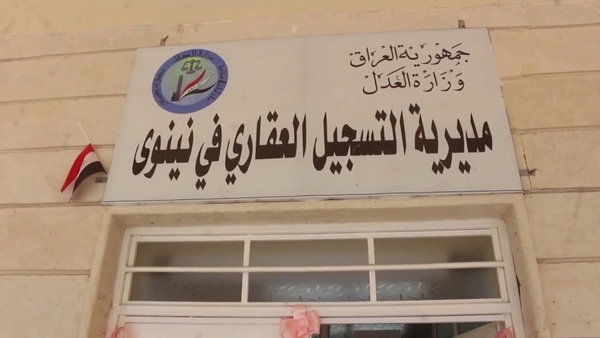 جمهورية العراق
وزارة العدل
مديرية التسجيل العقاري في نينوى